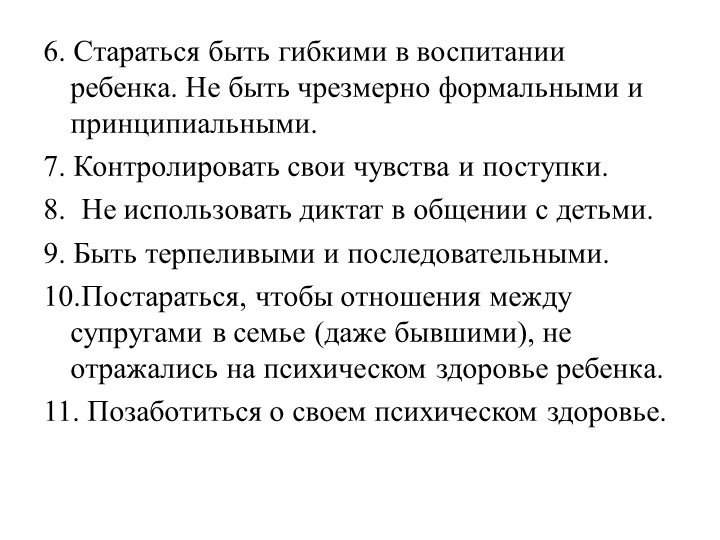 6. Стараться быть гибкими в воспитании
ребенка. Не быть чрезмерно формальными и
принципиальными.
7. Контролировать свои чувства и поступки.
8.  Не использовать диктат в общении с детьми.
9. Быть терпеливыми и последовательными.
10.Постараться, чтобы отношения между
супругами в семье (даже бывшими), не
отражались на психическом здоровье ребенка.
11. Позаботиться о своем психическом здоровье.